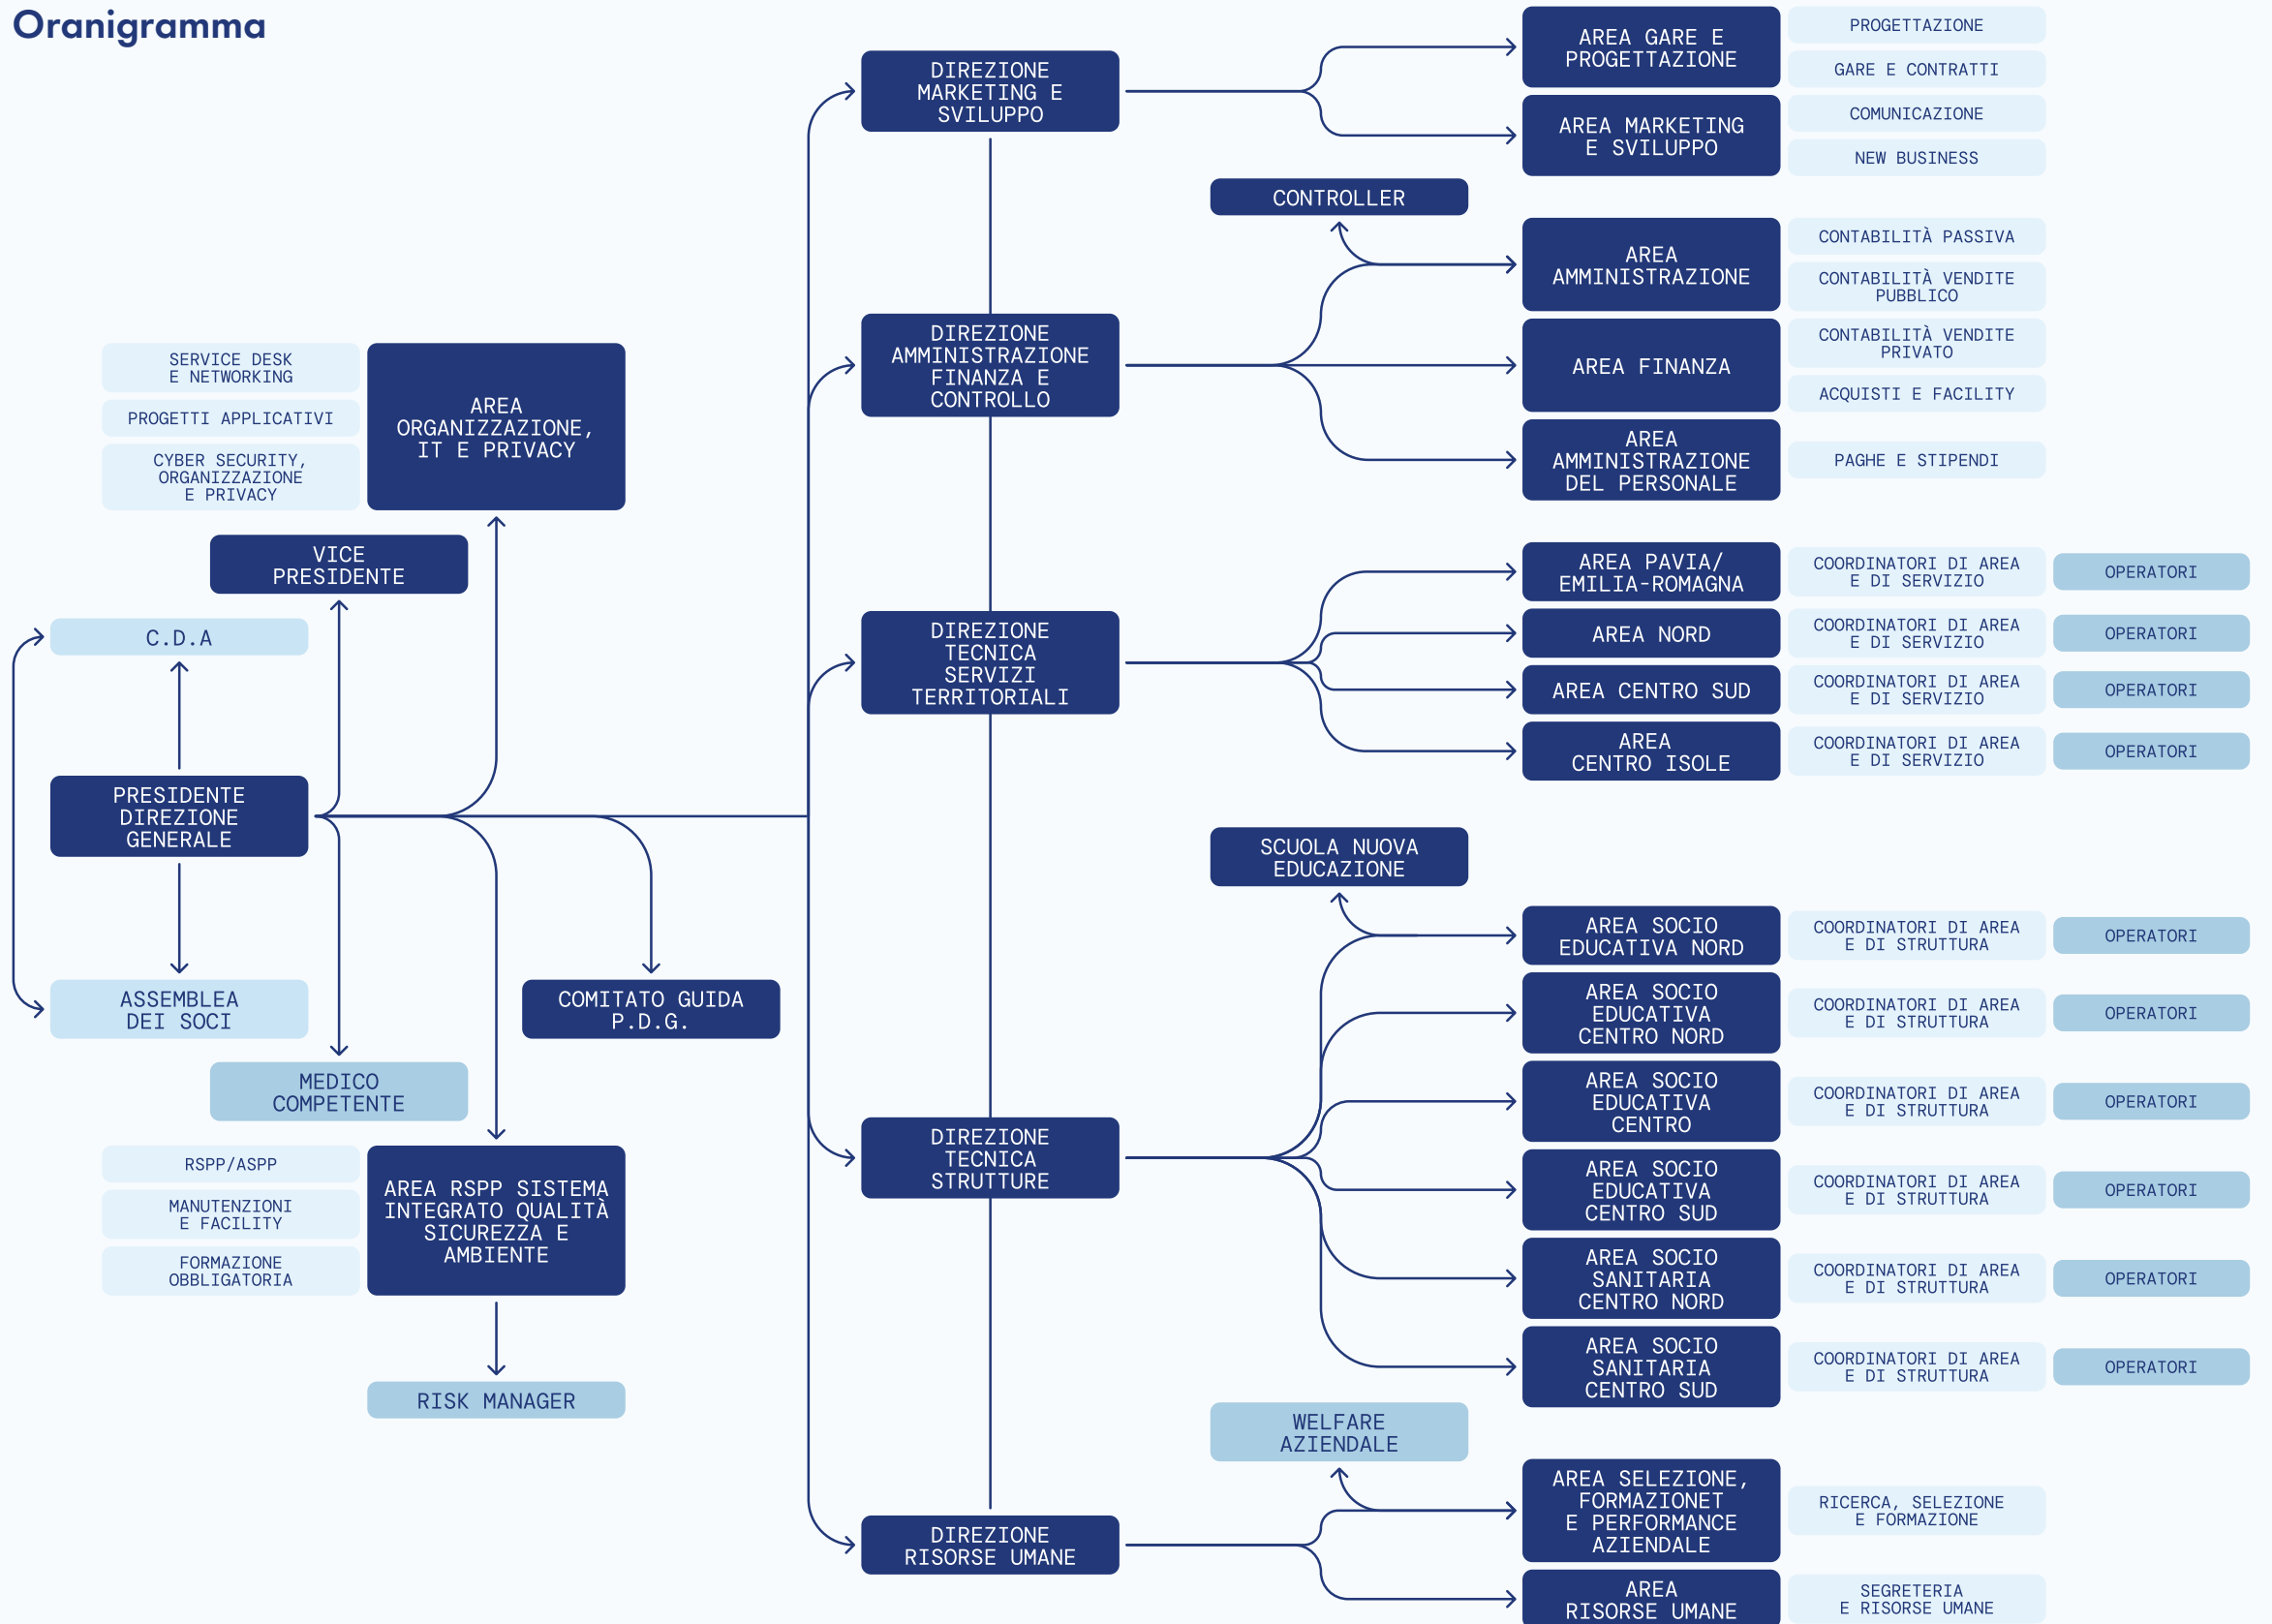 Oranigramma
SERVICE DESK
E NETWORKING
PROGETTI APPLICATIVI
CYBER SECURITY,
ORGANIZZAZIONE
E PRIVACY
AREA
ORGANIZZAZIONE,
IT E PRIVACY
VICE
PRESIDENTE
C.D.A
PRESIDENTE
DIREZIONE
GENERALE
ASSEMBLEA
DEI SOCI
COMITATO GUIDA
P.D.G.
MEDICO
COMPETENTE
RSPP/ASPP
MANUTENZIONI
E FACILITY
FORMAZIONE
OBBLIGATORIA
AREA RSPP SISTEMA
INTEGRATO QUALITÀ
SICUREZZA E
AMBIENTE
RISK MANAGER
DIREZIONE
MARKETING E
SVILUPPO
AREA GARE E
PROGETTAZIONE
PROGETTAZIONE
GARE E CONTRATTI
AREA MARKETING
E SVILUPPO
COMUNICAZIONE
NEW BUSINESS
DIREZIONE
AMMINISTRAZIONE
FINANZA E
CONTROLLO
CONTROLLER
AREA
AMMINISTRAZIONE
CONTABILITÀ PASSIVA
CONTABILITÀ VENDITE
PUBBLICO
AREA FINANZA
CONTABILITÀ VENDITE
PRIVATO
ACQUISTI E FACILITY
AREA
AMMINISTRAZIONE
DEL PERSONALE
PAGHE E STIPENDI
DIREZIONE
TECNICA
SERVIZI
TERRITORIALI
AREA PAVIA/
EMILIA-ROMAGNA
COORDINATORI DI AREA
E DI SERVIZIO
OPERATORI
AREA NORD
COORDINATORI DI AREA
E DI SERVIZIO
OPERATORI
AREA CENTRO SUD
COORDINATORI DI AREA
E DI SERVIZIO
OPERATORI
AREA
CENTRO ISOLE
COORDINATORI DI AREA
E DI SERVIZIO
OPERATORI
DIREZIONE
TECNICA
STRUTTURE
SCUOLA NUOVA
EDUCAZIONE
AREA SOCIO
EDUCATIVA NORD
COORDINATORI DI AREA
E DI STRUTTURA
OPERATORI
AREA SOCIO
EDUCATIVA
CENTRO NORD
COORDINATORI DI AREA
E DI STRUTTURA
OPERATORI
AREA SOCIO
EDUCATIVA
CENTRO
COORDINATORI DI AREA
E DI STRUTTURA
OPERATORI
AREA SOCIO
EDUCATIVA
CENTRO SUD
COORDINATORI DI AREA
E DI STRUTTURA
OPERATORI
AREA SOCIO
SANITARIA
CENTRO NORD
COORDINATORI DI AREA
E DI STRUTTURA
OPERATORI
AREA SOCIO
SANITARIA
CENTRO SUD
COORDINATORI DI AREA
E DI STRUTTURA
OPERATORI
DIREZIONE
RISORSE UMANE
WELFARE
AZIENDALE
AREA SELEZIONE,
FORMAZIONET
E PERFORMANCE
AZIENDALE
RICERCA, SELEZIONE
E FORMAZIONE
AREA
RISORSE UMANE
SEGRETERIA
E RISORSE UMANE